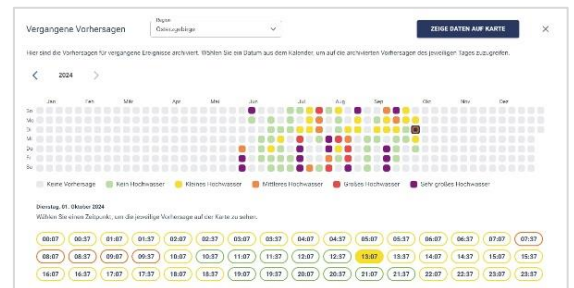 Vergangene Vorhersagen
Region
Osterzgebirge
ZEIGE DATEN AUF KARTE
Hier sind die Vorhersagen für vergangene Ereignisse archiviert. Wählen Sie ein Datum aus dem Kalender, um auf die archivierten Vorhersagen des jeweiligen Tages zuzugreifen.
2024
Jan Feb Mär Apr Mai Jun Jul Aug Sep Okt Nov Dez
So
Mo
Di
Mi
Do
Fr
Sa
Keine Vorhersage Kein Hochwasser Kleines Hochwasser Mittleres Hochwasser Großes Hochwasser Sehr großes Hochwasser
Dienstag, 01. Oktober 2024
Wählen Sie einen Zeitpunkt, um die jeweilige Vorhersage auf der Karte zu sehen.
00:07 00:37 01:07 01:37 02:07 02:37 03:07 03:37 04:07 04:37 05:07 05:37 06:07 06:37 07:07 07:37
08:07 08:37 09:07 09:37 10:07 10:37 11:07 11:37 12:07 12:37 13:07 13:37 14:07 14:37 15:07 15:37
16:07 16:37 17:07 17:37 18:07 18:37 19:07 19:37 20:07 20:37 21:07 21:37 22:07 22:37 23:07 23:37